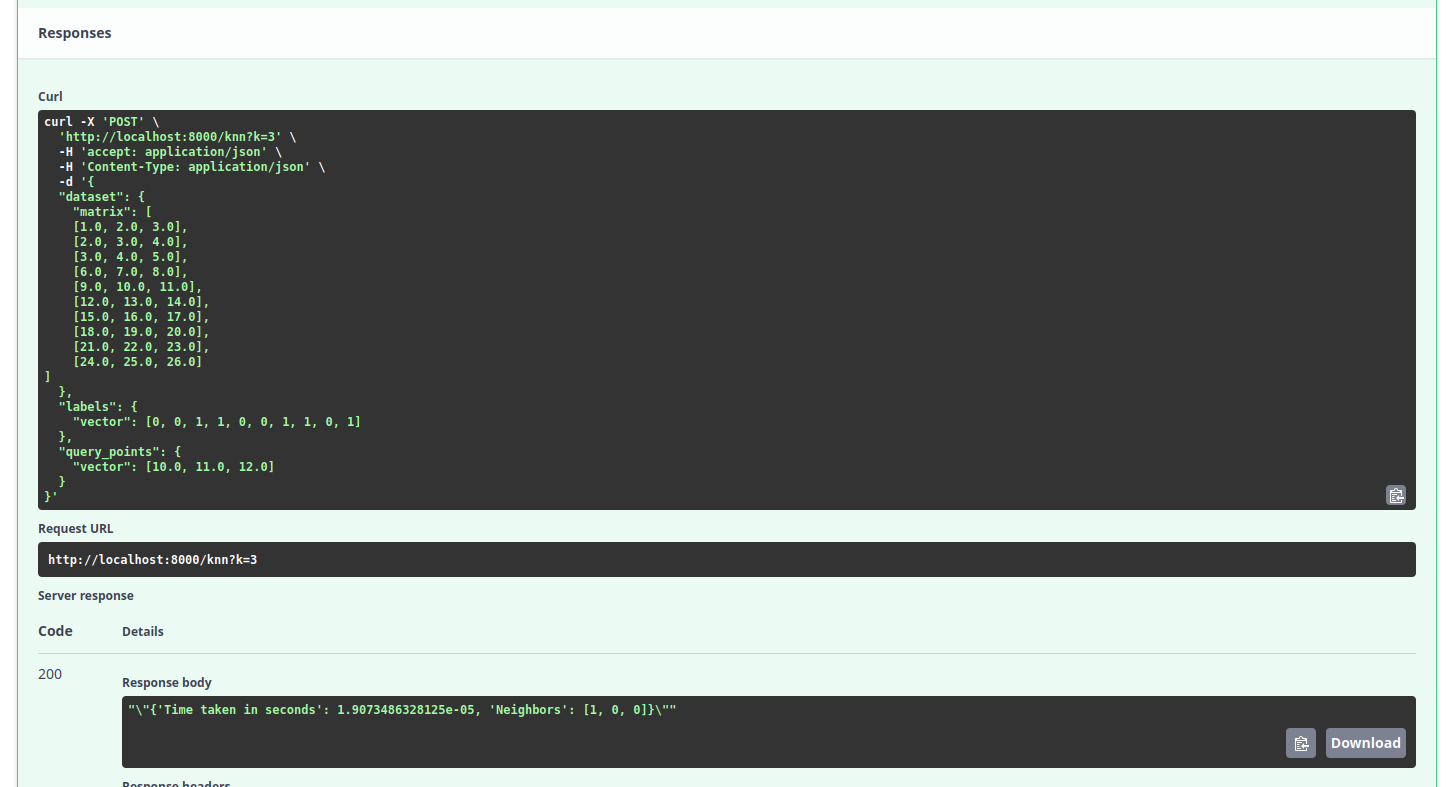 Responses
Curl
curl -X 'POST' \
  'http://localhost:8000/knn?k=3' \
  -H 'accept: application/json' \
  -H 'Content-Type: application/json' \
  -d '{
  "dataset": {
    "matrix": [
    [1.0, 2.0, 3.0],
    [2.0, 3.0, 4.0],
    [3.0, 4.0, 5.0],
    [6.0, 7.0, 8.0],
    [9.0, 10.0, 11.0],
    [12.0, 13.0, 14.0],
    [15.0, 16.0, 17.0],
    [18.0, 19.0, 20.0],
    [21.0, 22.0, 23.0],
    [24.0, 25.0, 26.0]
]
  },
  "labels": {
    "vector": [0, 0, 1, 1, 0, 0, 1, 1, 0, 1]
  },
  "query_points": {
    "vector": [10.0, 11.0, 12.0]
  }
}'
Request URL
http://localhost:8000/knn?k=3
Server response
Code Details
200
Response body
"\"{'Time taken in seconds': 1.9073486328125e-05, 'Neighbors': [1, 0, 0]}\""
Download
Response headers